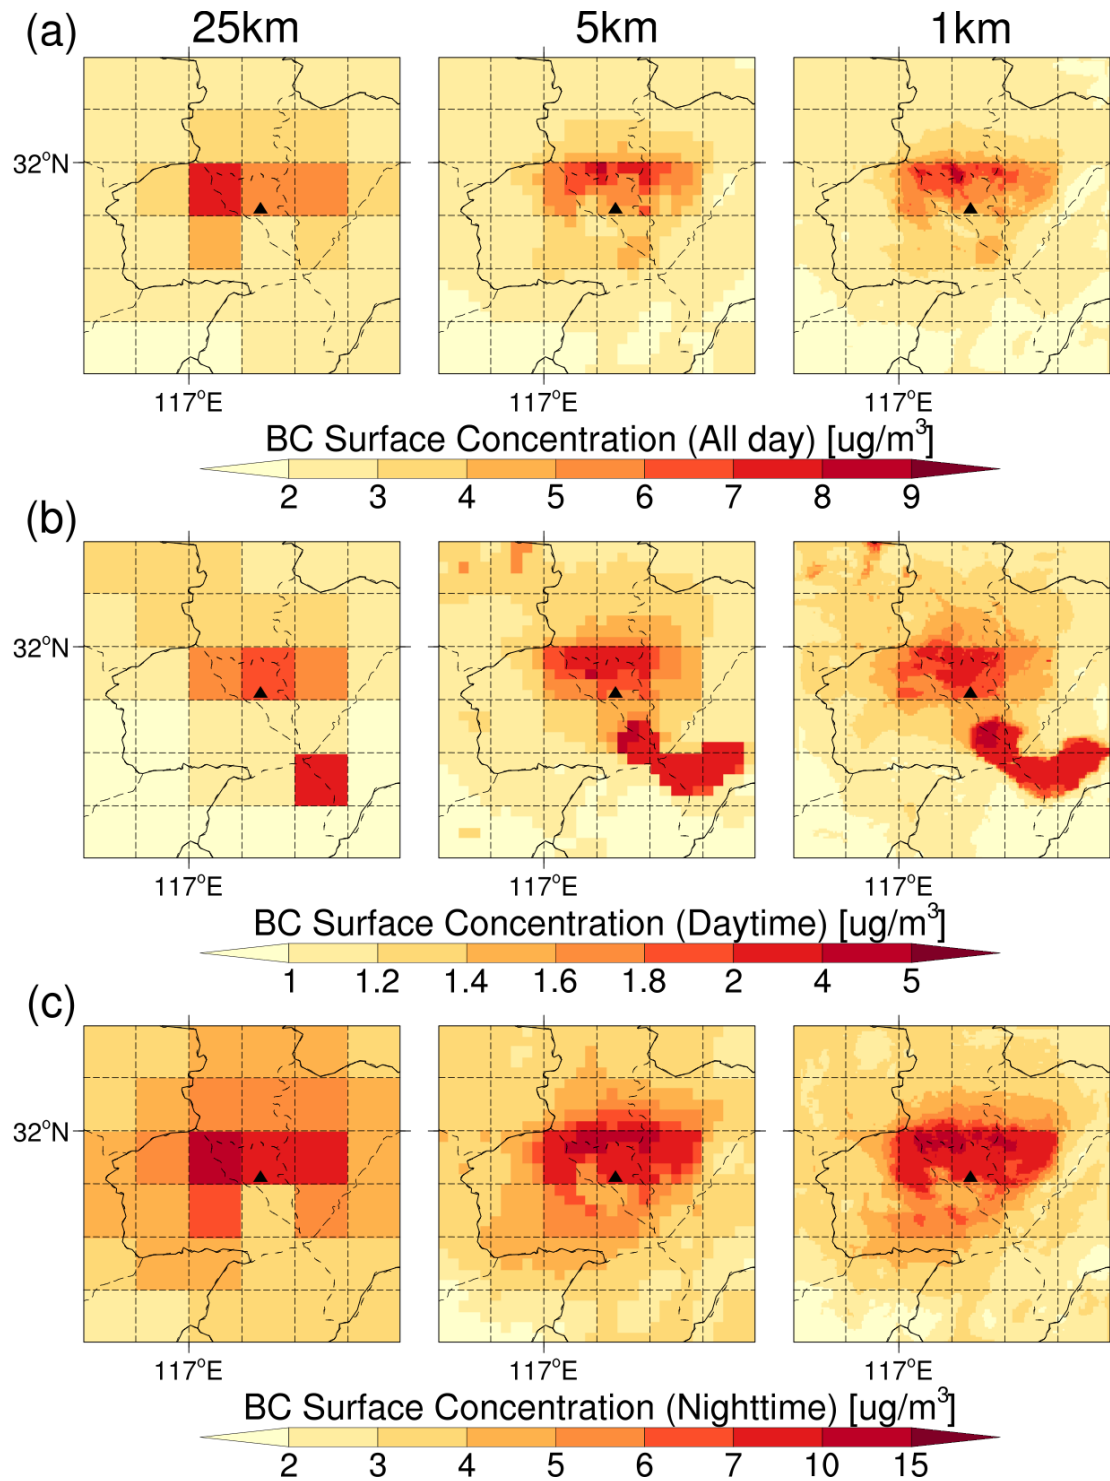 (a) 25km 5km 1km
32°N
117°E 117°E 117°E
BC Surface Concentration (All day) [ug/m³]
2 3 4 5 6 7 8 9
(b)
32°N
117°E 117°E 117°E
BC Surface Concentration (Daytime) [ug/m³]
1 1.2 1.4 1.6 1.8 2 4 5
(c)
32°N
117°E 117°E 117°E
BC Surface Concentration (Nighttime) [ug/m³]
2 3 4 5 6 7 10 15